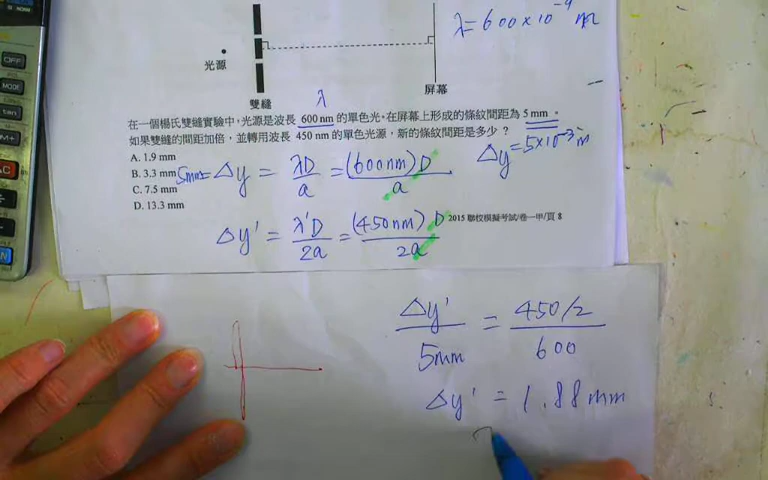 λ = 600 × 10⁻⁹ m
OFF
MODE
光源
屏幕
雙縫
λ
在一個楊氏雙縫實驗中，光源是波長 600 nm 的單色光，在屏幕上形成的條紋間距為 5 mm。
如果雙縫的間距加倍，並轉用波長 450 nm 的單色光源，新的條紋間距是多少？
Δy = 5×10⁻³ m
A. 1.9 mm
B. 3.3 mm
C. 7.5 mm
D. 13.3 mm
5mm = Δy = λD/a = (600nm) D/a
Δy' = λ'D/2a = (450nm) D/2a
2015 聯校模擬考試/卷一甲/頁 8
Δy'/5mm = 450/2/600
Δy' = 1.88 mm